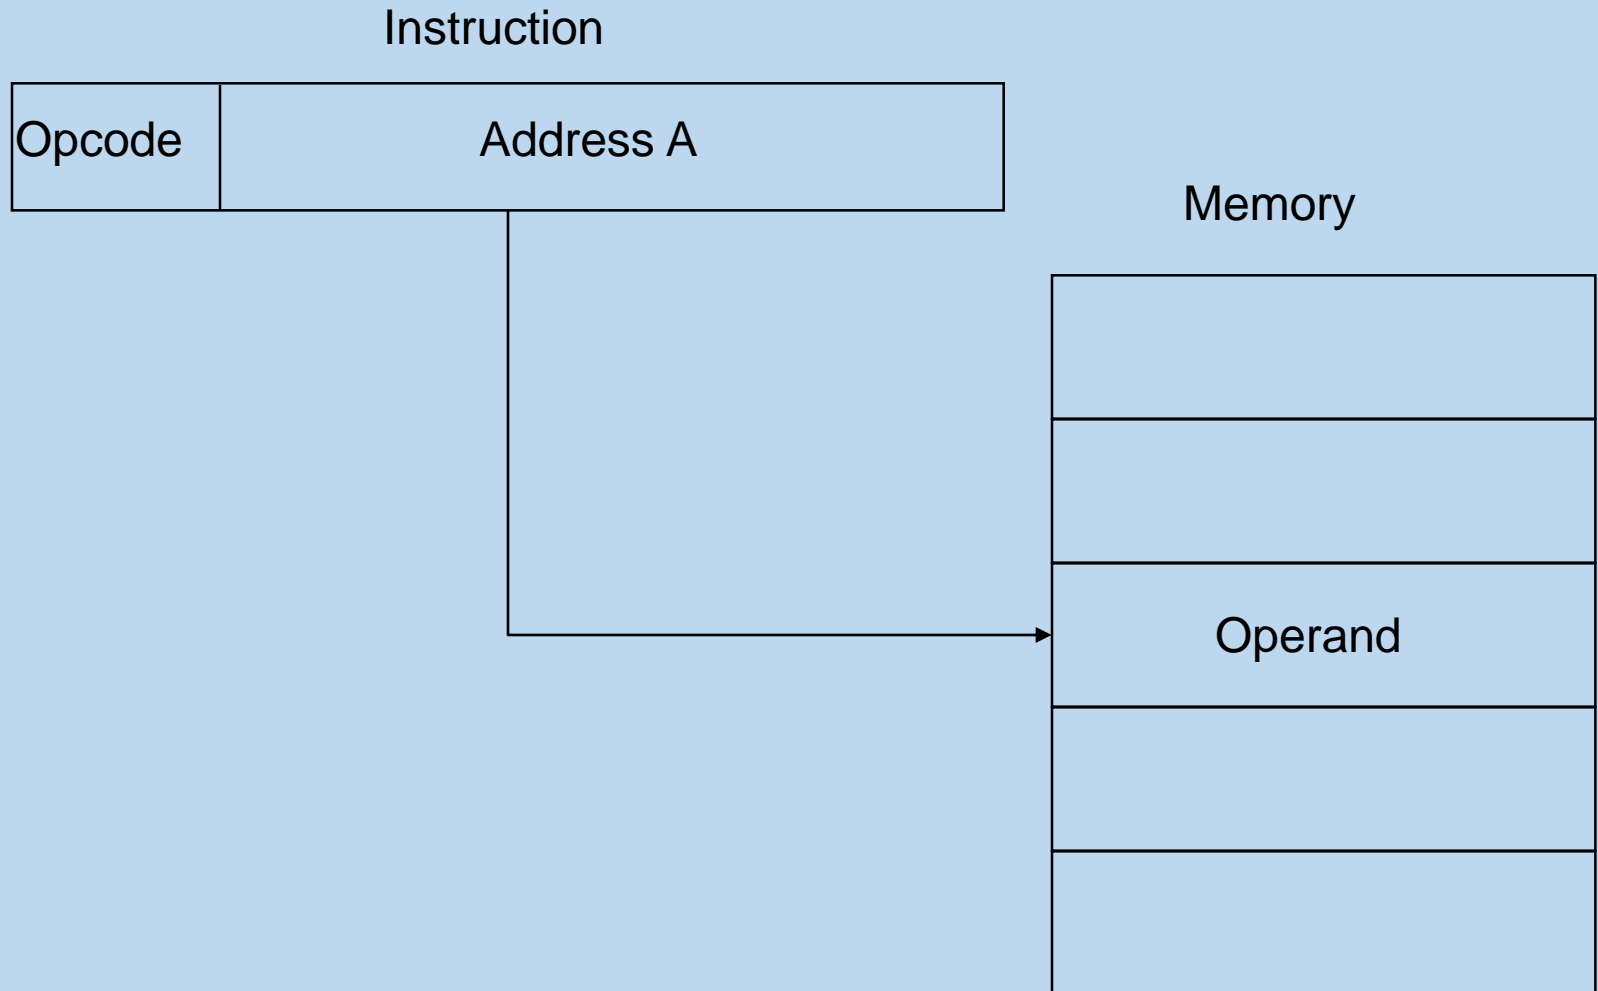 Instruction
Opcode
Address A
Memory
Operand